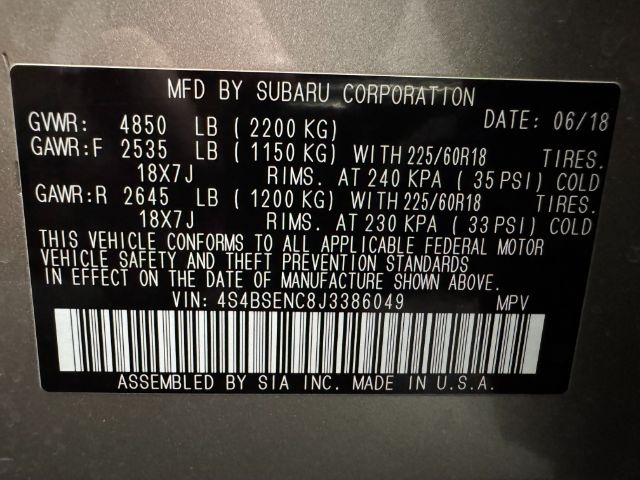 MFD BY SUBARU CORPORATION
GVWR: 4850 LB ( 2200 KG) DATE: 06/18
GAWR:F 2535 LB ( 1150 KG) WITH 225/60R18 TIRES.
18X7J RIMS. AT 240 KPA ( 35 PSI) COLD
GAWR:R 2645 LB ( 1200 KG) WITH 225/60R18 TIRES.
18X7J RIMS. AT 230 KPA ( 33 PSI) COLD
THIS VEHICLE CONFORMS TO ALL APPLICABLE FEDERAL MOTOR
VEHICLE SAFETY AND THEFT PREVENTION STANDARDS
IN EFFECT ON THE DATE OF MANUFACTURE SHOWN ABOVE.
VIN: 4S4BSENC8J3386049 MPV
ASSEMBLED BY SIA INC. MADE IN U.S.A.